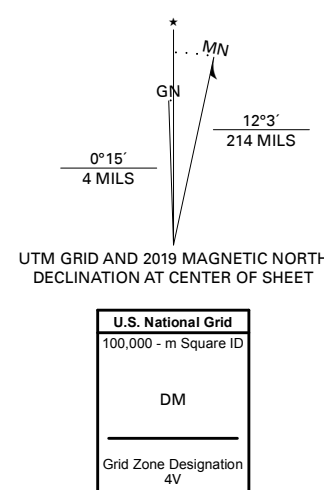 ★
MN
GN
12°3´
214 MILS
0°15´
4 MILS
UTM GRID AND 2019 MAGNETIC NORTH
DECLINATION AT CENTER OF SHEET
U.S. National Grid
100,000 - m Square ID
DM
Grid Zone Designation
4V